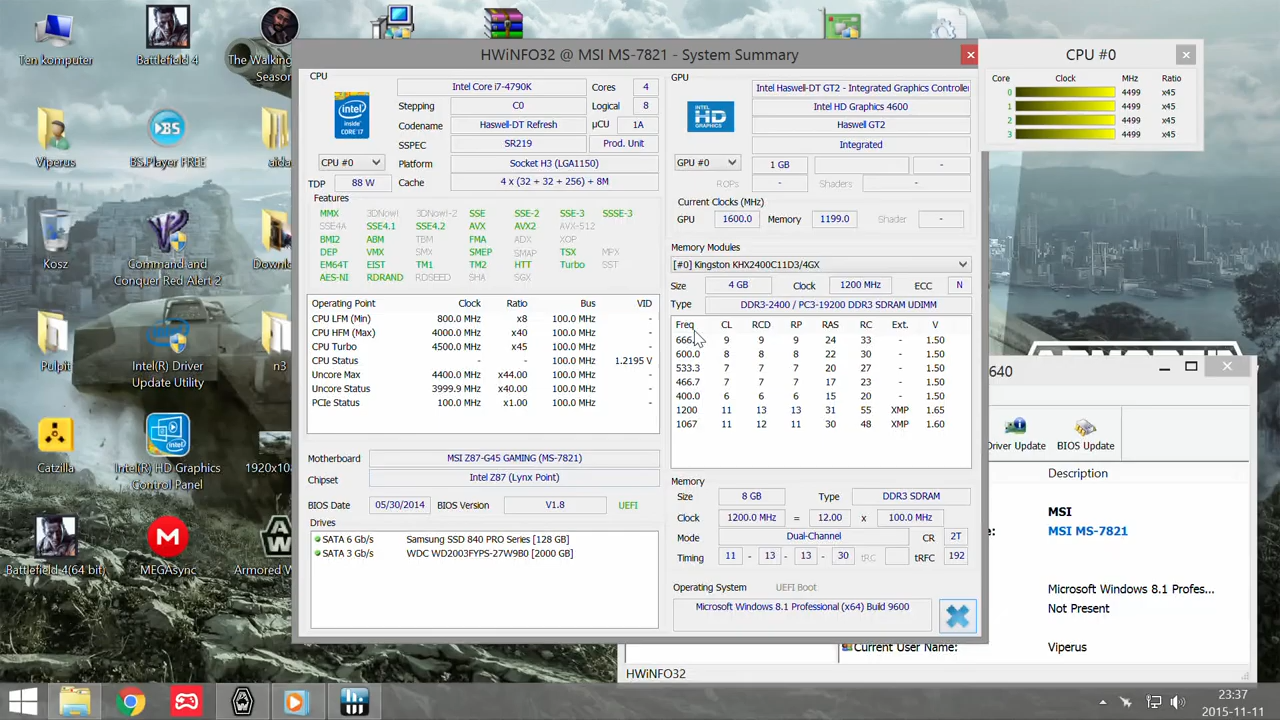 Ten komputer
Battlefield 4
The Walking
Season
Viperus
BS.Player FREE
aida
Kosz
Command and
Conquer Red Alert 2
Downl
Pulpit
Intel(R) Driver
Update Utility
n3
Catzilla
Intel(R) HD Graphics
Control Panel
1920x10
Battlefield 4(64 bit)
MEGAsync
Armored W
HWiNFO32 @ MSI MS-7821 - System Summary
CPU
Intel Core i7-4790K
Cores 4
Stepping C0
Logical 8
Codename Haswell-DT Refresh
µCU 1A
SSPEC SR219
Prod. Unit
CPU #0
Platform Socket H3 (LGA1150)
TDP 88 W
Cache 4 x (32 + 32 + 256) + 8M
intel inside CORE i7
Features
MMX 3DNow! 3DNow!-2 SSE SSE-2 SSE-3 SSSE-3
SSE4A SSE4.1 SSE4.2 AVX AVX2 AVX-512
BMI2 ABM TBM FMA ADX XOP
DEP VMX SMX SMEP SMAP TSX MPX
EM64T EIST TM1 TM2 HTT Turbo SST
AES-NI RDRAND RDSEED SHA SGX
Operating Point Clock Ratio Bus VID
CPU LFM (Min) 800.0 MHz x8 100.0 MHz -
CPU HFM (Max) 4000.0 MHz x40 100.0 MHz -
CPU Turbo 4500.0 MHz x45 100.0 MHz -
CPU Status - - 100.0 MHz 1.2195 V
Uncore Max 4400.0 MHz x44.00 100.0 MHz -
Uncore Status 3999.9 MHz x40.00 100.0 MHz -
PCIe Status 100.0 MHz x1.00 100.0 MHz -
Motherboard MSI Z87-G45 GAMING (MS-7821)
Chipset Intel Z87 (Lynx Point)
BIOS Date 05/30/2014 BIOS Version V1.8 UEFI
Drives
SATA 6 Gb/s Samsung SSD 840 PRO Series [128 GB]
SATA 3 Gb/s WDC WD2003FYPS-27W9B0 [2000 GB]
GPU
Intel Haswell-DT GT2 - Integrated Graphics Controller
Intel HD Graphics 4600
Haswell GT2
Integrated
intel HD GRAPHICS
GPU #0
1 GB -
ROPs - Shaders -
Current Clocks (MHz)
GPU 1600.0 Memory 1199.0 Shader -
Memory Modules
[#0] Kingston KHX2400C11D3/4GX
Size 4 GB Clock 1200 MHz ECC N
Type DDR3-2400 / PC3-19200 DDR3 SDRAM UDIMM
Freq CL RCD RP RAS RC Ext. V
666. 9 9 9 24 33 - 1.50
600.0 8 8 8 22 30 - 1.50
533.3 7 7 7 20 27 - 1.50
466.7 7 7 7 17 23 - 1.50
400.0 6 6 6 15 20 - 1.50
1200 11 13 13 31 55 XMP 1.65
1067 11 12 11 30 48 XMP 1.60
Memory
Size 8 GB Type DDR3 SDRAM
Clock 1200.0 MHz = 12.00 x 100.0 MHz
Mode Dual-Channel CR 2T
Timing 11 - 13 - 13 - 30 tRC tRFC 192
Operating System UEFI Boot
Microsoft Windows 8.1 Professional (x64) Build 9600
CPU #0
Core Clock MHz Ratio
0 4499 x45
1 4499 x45
2 4499 x45
3 4499 x45
640
Driver Update
BIOS Update
Description
MSI
MSI MS-7821
Microsoft Windows 8.1 Profes...
Not Present
Current User Name: Viperus
HWiNFO32
23:37
2015-11-11